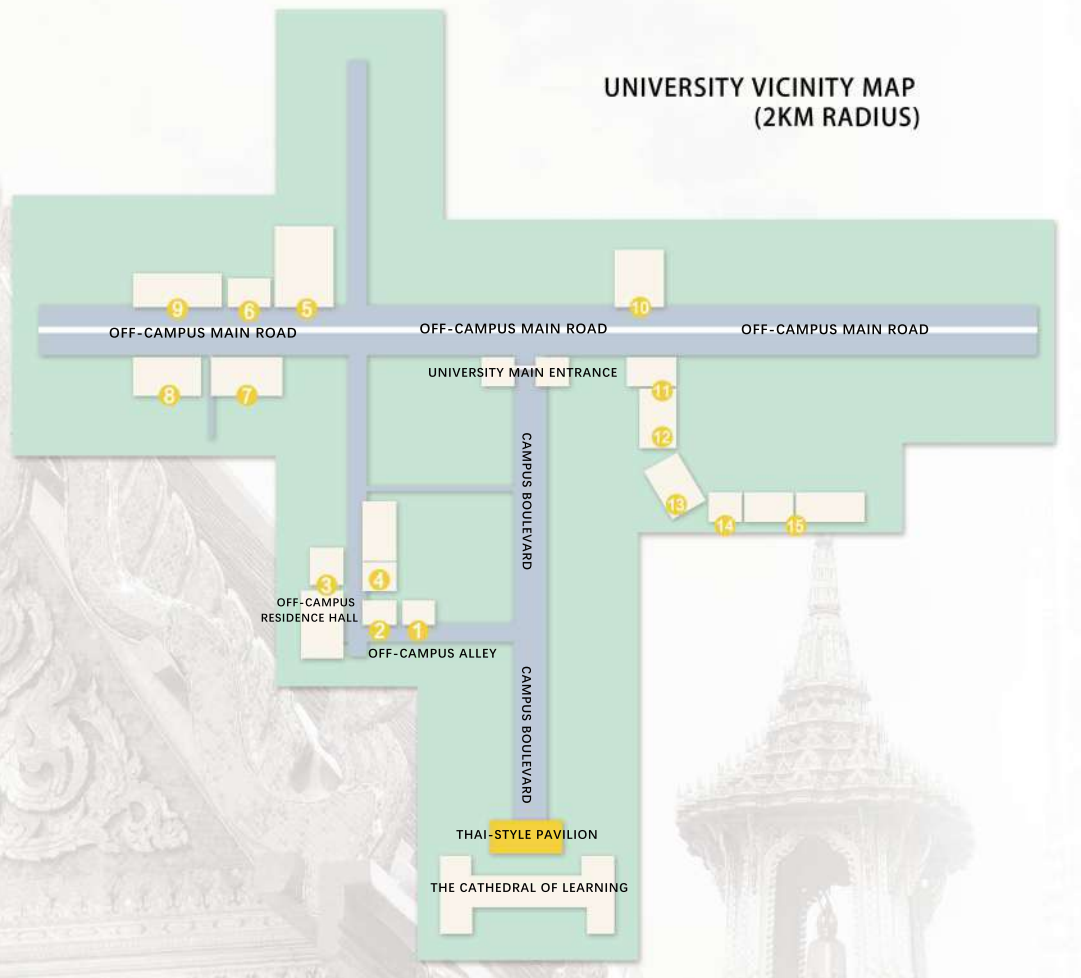 UNIVERSITY VICINITY MAP
(2KM RADIUS)
9
6
5
10
OFF-CAMPUS MAIN ROAD
OFF-CAMPUS MAIN ROAD
OFF-CAMPUS MAIN ROAD
UNIVERSITY MAIN ENTRANCE
8
7
11
12
CAMPUS BOULEVARD
13
14
15
3
4
OFF-CAMPUS
RESIDENCE HALL
2
1
OFF-CAMPUS ALLEY
CAMPUS BOULEVARD
THAI-STYLE PAVILION
THE CATHEDRAL OF LEARNING